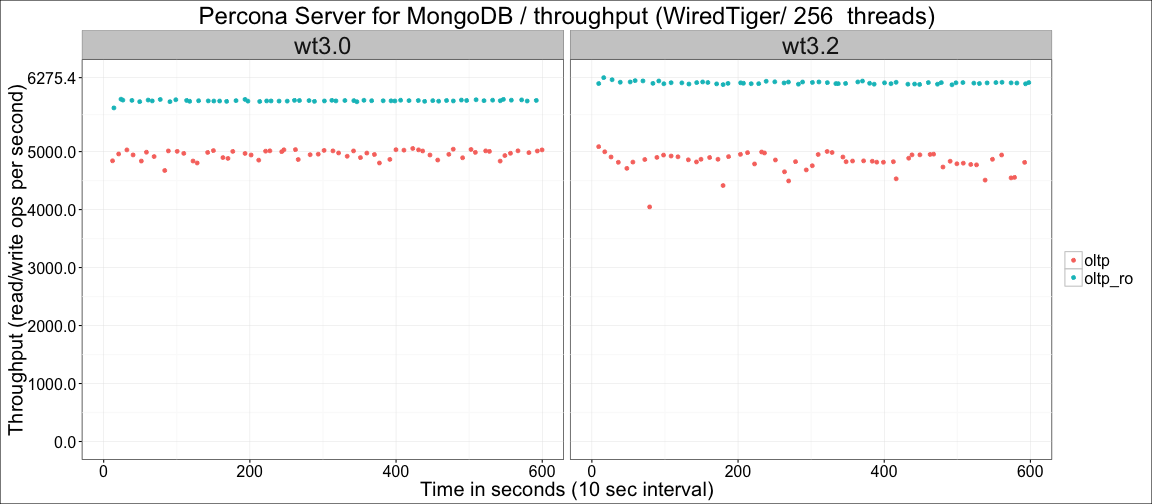 Percona Server for MongoDB / throughput (WiredTiger/ 256  threads)
wt3.0
wt3.2
Throughput (read/write ops per second)
6275.4
5000.0
4000.0
3000.0
2000.0
1000.0
0.0
0 200 400 600
0 200 400 600
Time in seconds (10 sec interval)
oltp
oltp_ro